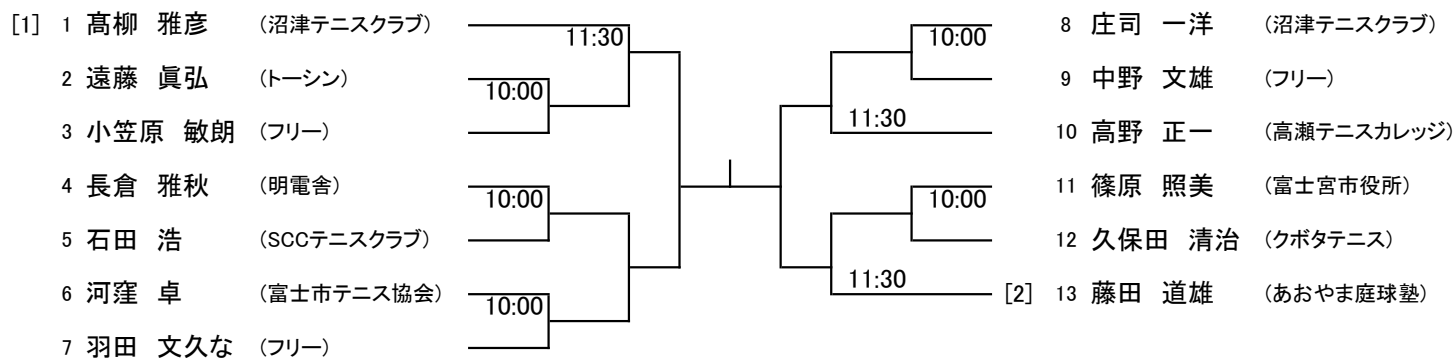 [1] 1 髙柳 雅彦 (沼津テニスクラブ)
11:30
2 遠藤 眞弘 (トーシン)
10:00
3 小笠原 敏朗 (フリー)
4 長倉 雅秋 (明電舎)
10:00
5 石田 浩 (SCCテニスクラブ)
6 河窪 卓 (富士市テニス協会)
10:00
7 羽田 文久な (フリー)
8 庄司 一洋 (沼津テニスクラブ)
10:00
9 中野 文雄 (フリー)
11:30
10 高野 正一 (高瀬テニスカレッジ)
11 篠原 照美 (富士宮市役所)
10:00
12 久保田 清治 (クボタテニス)
11:30
[2] 13 藤田 道雄 (あおやま庭球塾)